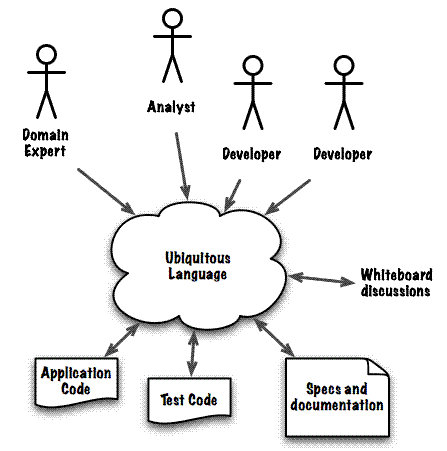 Analyst
Domain
Expert
Developer
Developer
Ubiquitous
Language
Whiteboard
discussions
Application
Code
Test Code
Specs and
documentation